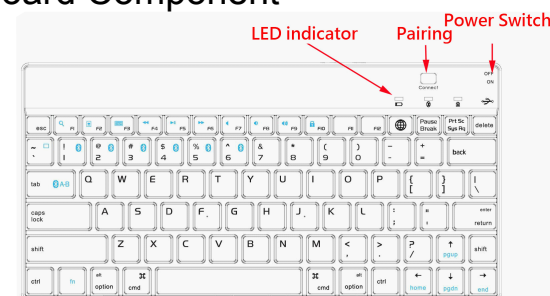 ard Component
Power Switch
LED indicator Pairing
OFF
ON
Connect
esc F1 F2 F3 F4 F5 F6 F7 F8 F9 F10 F11 F12 Pause Break Prt Sc Sys Rq delete
~ ` ! 1 @ 2 # 3 $ 4 % 5 ^ 6 & 7 * 8 ( 9 ) 0 - + = back
tab A-B Q W E R T Y U I O P { [ } ] | \
caps lock A S D F J G H J K L : ; " ' enter return
shift Z X C V B N M < , > . ? / pgup shift
ctrl fn alt option cmd cmd alt option ctrl home pgdn end